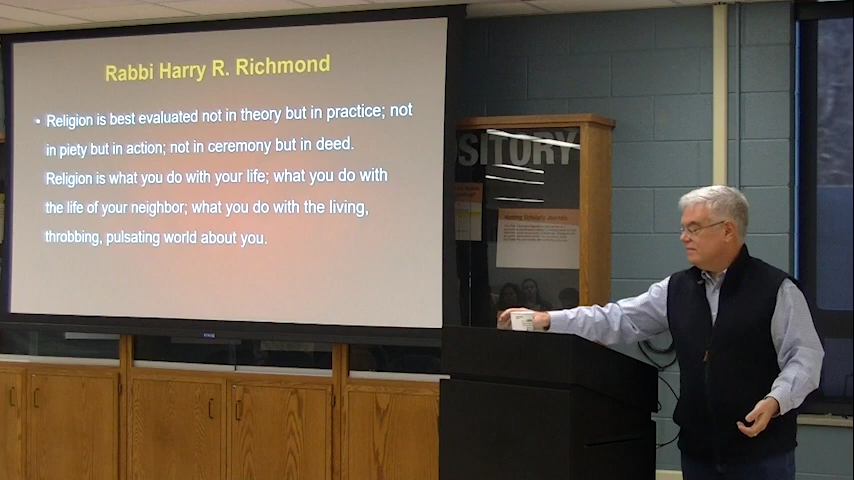 Rabbi Harry R. Richmond
• Religion is best evaluated not in theory but in practice; not
in piety but in action; not in ceremony but in deed.
Religion is what you do with your life; what you do with
the life of your neighbor; what you do with the living,
throbbing, pulsating world about you.
OSITORY